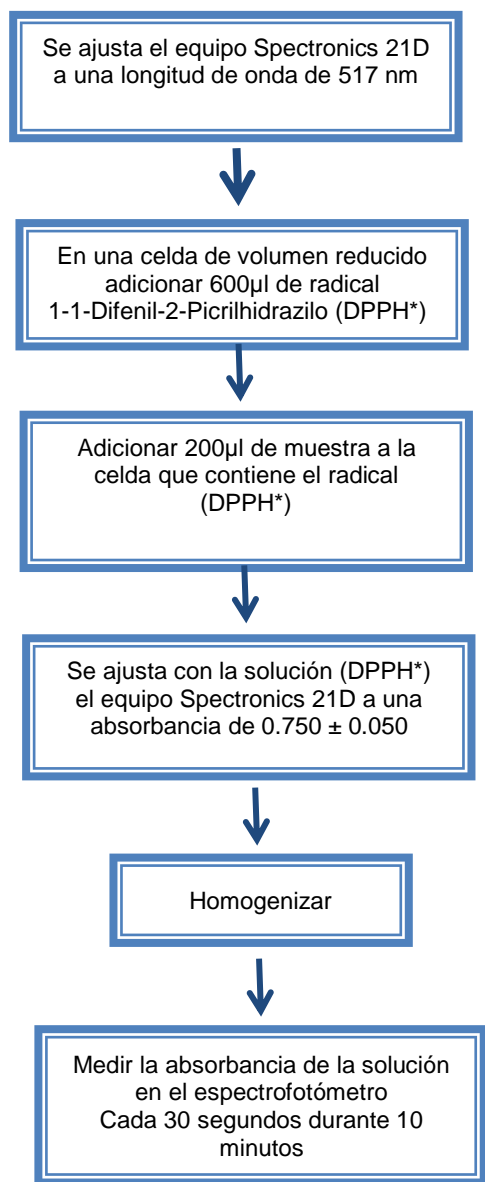 Se ajusta el equipo Spectronics 21D
a una longitud de onda de 517 nm
En una celda de volumen reducido
adicionar 600µl de radical
1-1-Difenil-2-Picrilhidrazilo (DPPH*)
Adicionar 200µl de muestra a la
celda que contiene el radical
(DPPH*)
Se ajusta con la solución (DPPH*)
el equipo Spectronics 21D a una
absorbancia de 0.750 ± 0.050
Homogenizar
Medir la absorbancia de la solución
en el espectrofotómetro
Cada 30 segundos durante 10
minutos